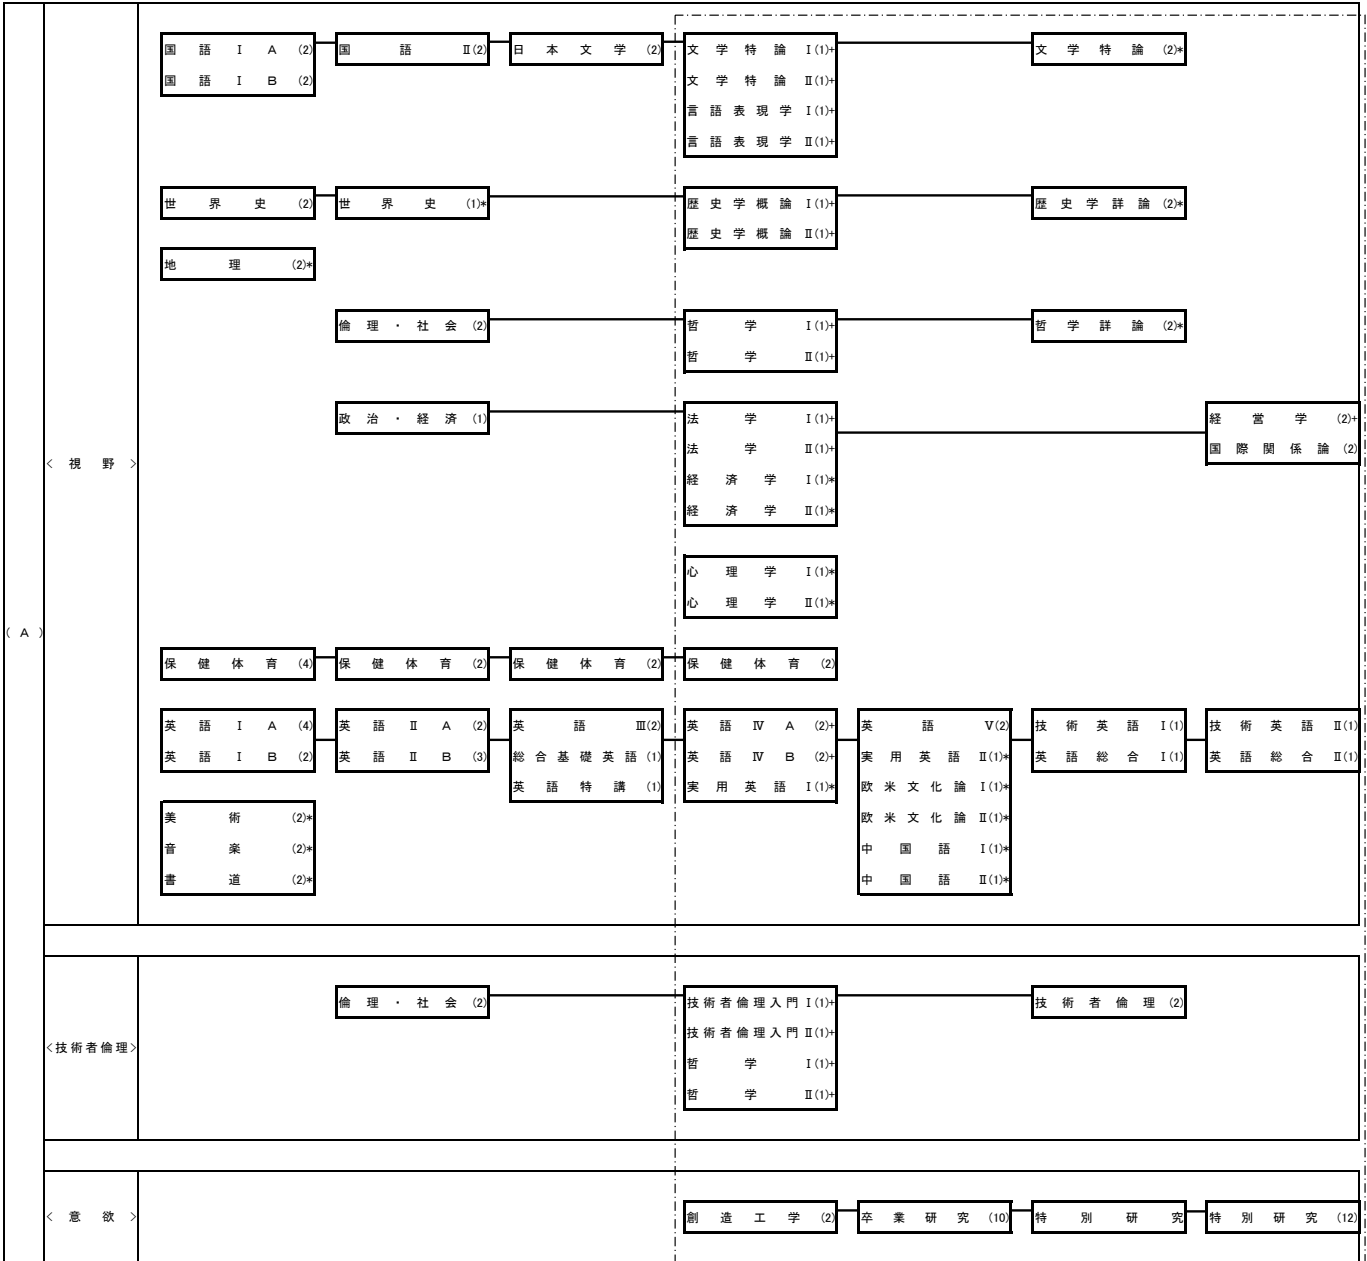 (A)
<視野>
国語ⅠA(2)
国語ⅠB(2)
国語Ⅱ(2)
日本文学(2)
文学特論Ⅰ(1)+
文学特論Ⅱ(1)+
言語表現学Ⅰ(1)+
言語表現学Ⅱ(1)+
文学特論(2)*
世界史(2)
世界史(1)*
歴史学概論Ⅰ(1)+
歴史学概論Ⅱ(1)+
歴史学詳論(2)*
地理(2)*
倫理・社会(2)
哲学Ⅰ(1)+
哲学Ⅱ(1)+
哲学詳論(2)*
政治・経済(1)
法学Ⅰ(1)+
法学Ⅱ(1)+
経済学Ⅰ(1)*
経済学Ⅱ(1)*
経営学(2)+
国際関係論(2)
心理学Ⅰ(1)*
心理学Ⅱ(1)*
保健体育(4)
保健体育(2)
保健体育(2)
保健体育(2)
英語ⅠA(4)
英語ⅠB(2)
英語ⅡA(2)
英語ⅡB(3)
英語Ⅲ(2)
総合基礎英語(1)
英語特講(1)
英語ⅣA(2)+
英語ⅣB(2)+
実用英語Ⅰ(1)*
英語Ⅴ(2)
実用英語Ⅱ(1)*
欧米文化論Ⅰ(1)*
欧米文化論Ⅱ(1)*
中国語Ⅰ(1)*
中国語Ⅱ(1)*
技術英語Ⅰ(1)
英語総合Ⅰ(1)
技術英語Ⅱ(1)
英語総合Ⅱ(1)
美術(2)*
音楽(2)*
書道(2)*
<技術者倫理>
倫理・社会(2)
技術者倫理入門Ⅰ(1)+
技術者倫理入門Ⅱ(1)+
哲学Ⅰ(1)+
哲学Ⅱ(1)+
技術者倫理(2)
<意欲>
創造工学(2)
卒業研究(10)
特別研究
特別研究(12)